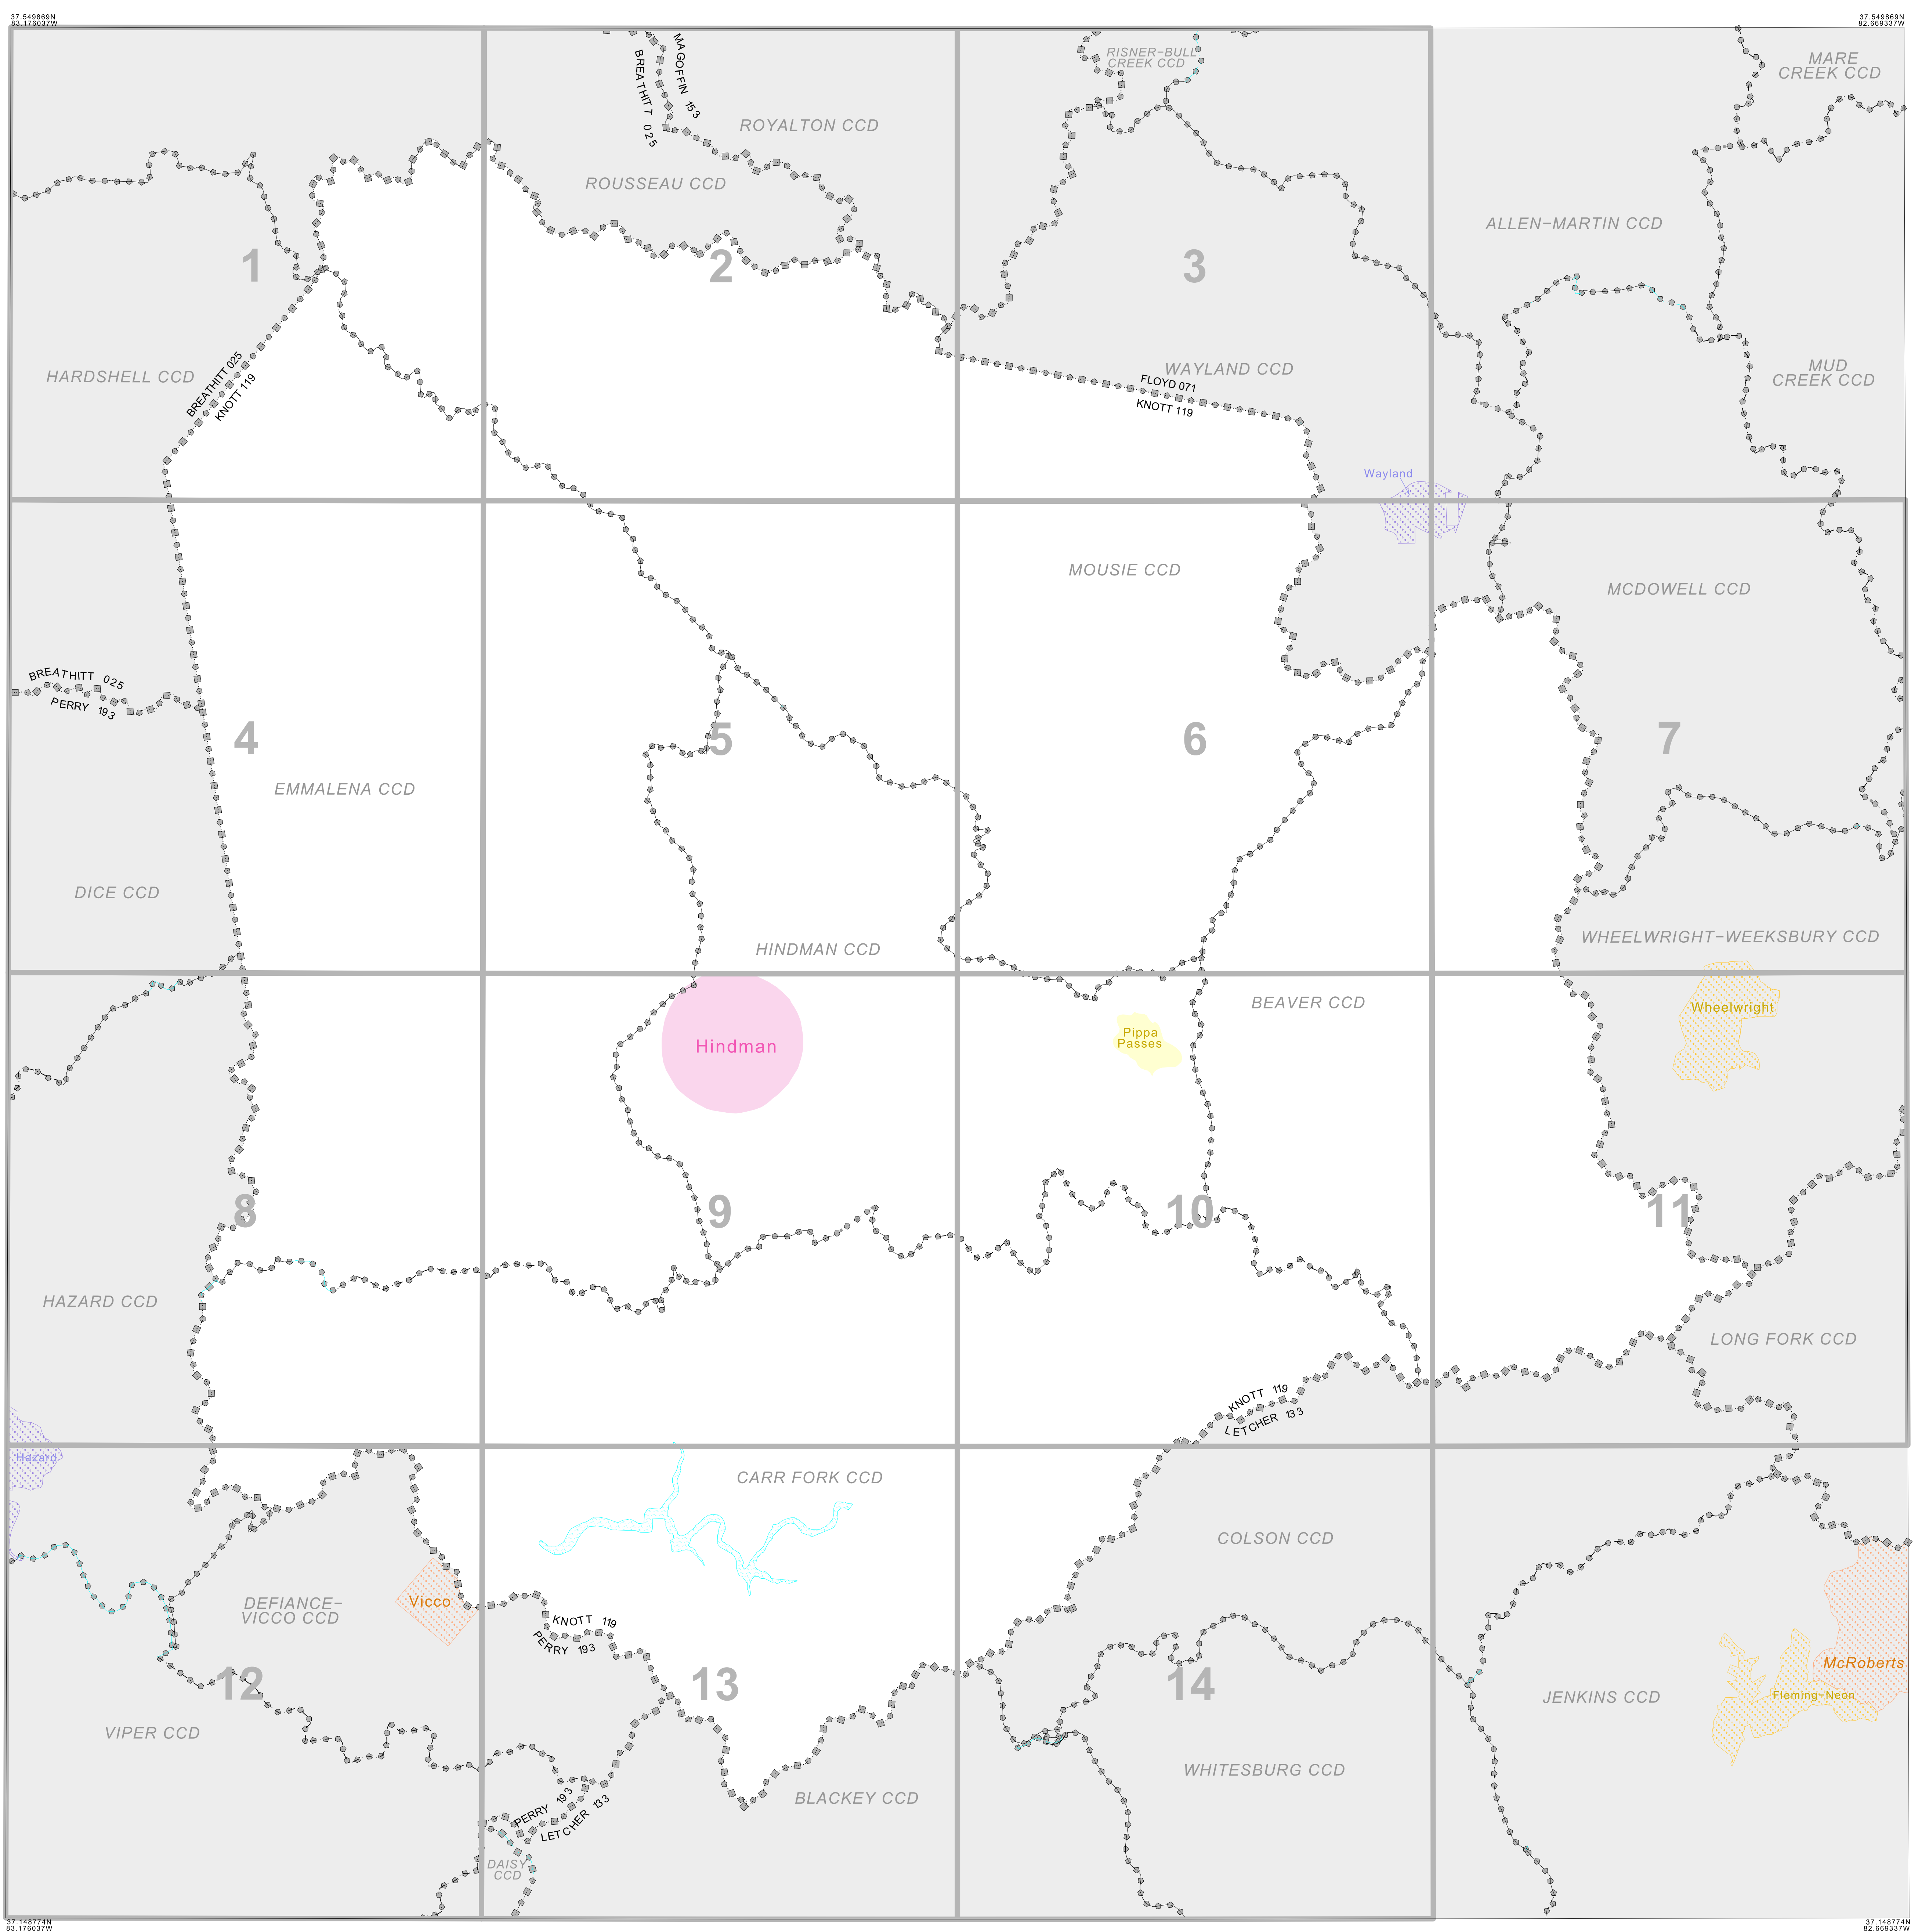 37.549869N
83.176037W
37.549869N
82.669337W
MAGOFFIN 153
BREATHITT 025
RISNER-BULL
CREEK CCD
MARE
CREEK CCD
ROYALTON CCD
ROUSSEAU CCD
ALLEN-MARTIN CCD
1
2
3
HARDSHELL CCD
BREATHITT 025
KNOTT 119
WAYLAND CCD
FLOYD 071
KNOTT 119
MUD
CREEK CCD
Wayland
MOUSIE CCD
MCDOWELL CCD
BREATHITT 025
PERRY 193
4
5
6
7
EMMALENA CCD
DICE CCD
HINDMAN CCD
WHEELWRIGHT-WEEKSBURY CCD
BEAVER CCD
Wheelwright
Hindman
Pippa
Passes
8
9
10
11
HAZARD CCD
LONG FORK CCD
KNOTT 119
LETCHER 133
Hazard
CARR FORK CCD
COLSON CCD
DEFIANCE-
VICCO CCD
Vicco
KNOTT 119
PERRY 193
McRoberts
12
13
14
JENKINS CCD
Fleming-Neon
VIPER CCD
WHITESBURG CCD
PERRY 193
LETCHER 133
BLACKEY CCD
DAISY
CCD
37.148774N
83.176037W
37.148774N
82.669337W